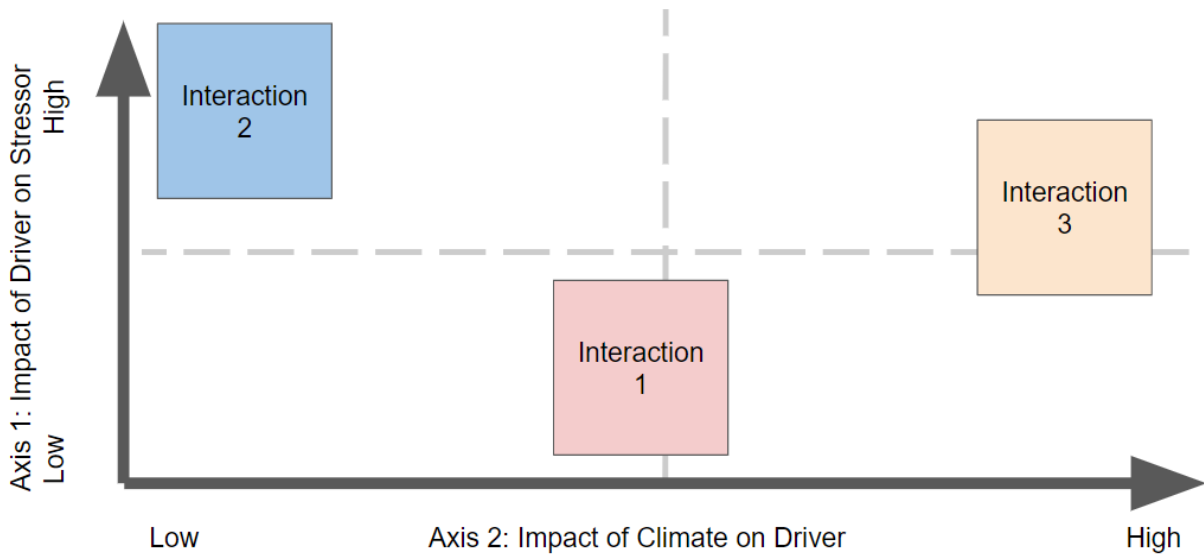 Axis 1: Impact of Driver on Stressor
High
Low
Interaction
2
Interaction
3
Interaction
1
Low
Axis 2: Impact of Climate on Driver
High